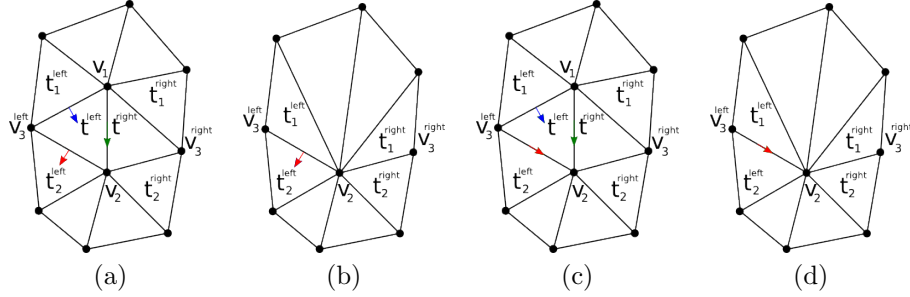 v₁
t₁ˡᵉᶠᵗ
t₁ʳⁱᵍʰᵗ
v₃ˡᵉᶠᵗ
tˡᵉᶠᵗ
tʳⁱᵍʰᵗ
v₃ʳⁱᵍʰᵗ
t₂ˡᵉᶠᵗ
v₂
t₂ʳⁱᵍʰᵗ
v₃ˡᵉᶠᵗ
t₁ˡᵉᶠᵗ
t₁ʳⁱᵍʰᵗ
v₃ʳⁱᵍʰᵗ
t₂ˡᵉᶠᵗ
v₂
t₂ʳⁱᵍʰᵗ
v₁
t₁ˡᵉᶠᵗ
t₁ʳⁱᵍʰᵗ
v₃ˡᵉᶠᵗ
tˡᵉᶠᵗ
tʳⁱᵍʰᵗ
v₃ʳⁱᵍʰᵗ
t₂ˡᵉᶠᵗ
v₂
t₂ʳⁱᵍʰᵗ
v₃ˡᵉᶠᵗ
t₁ˡᵉᶠᵗ
t₁ʳⁱᵍʰᵗ
v₃ʳⁱᵍʰᵗ
t₂ˡᵉᶠᵗ
v₂
t₂ʳⁱᵍʰᵗ
(a) (b) (c) (d)